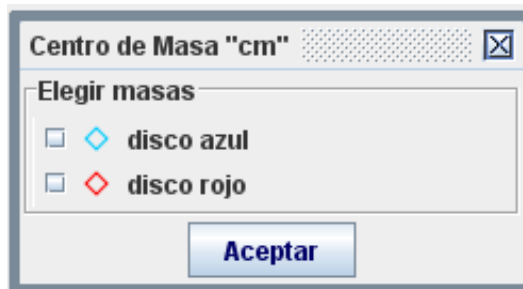 Centro de Masa "cm"
Elegir masas
disco azul
disco rojo
Aceptar